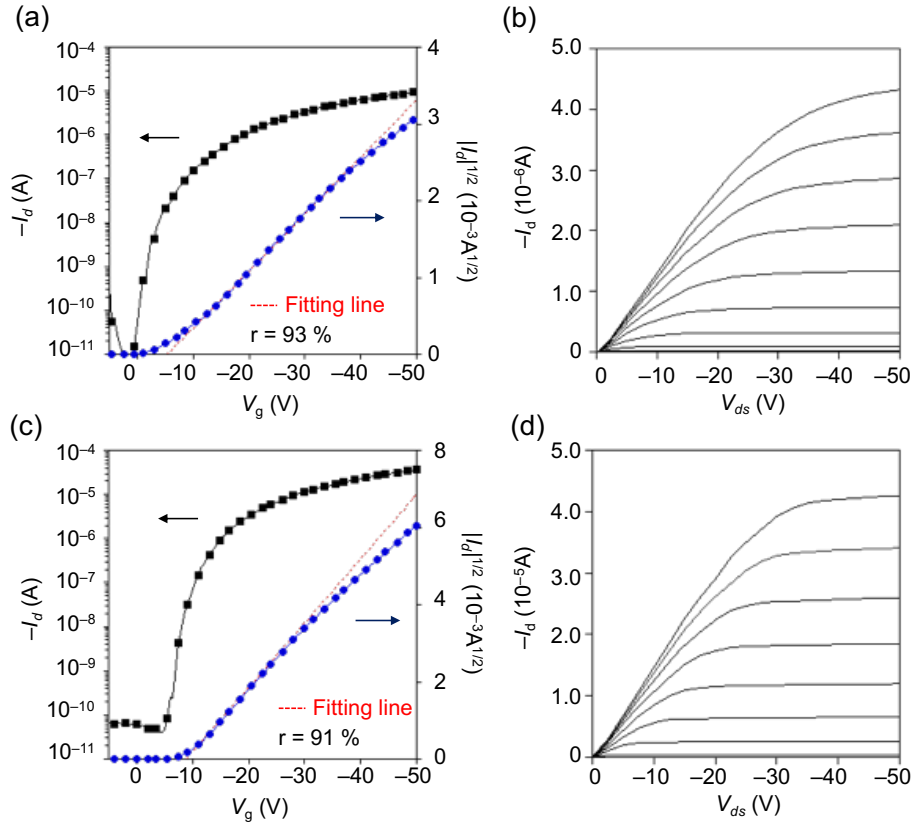 (a)
10–4
10–5
10–6
10–7
10–8
10–9
10–10
10–11
–Id (A)
0 –10 –20 –30 –40 –50
Vg (V)
4
3
2
1
0
|Id|1/2 (10–3 A1/2)
Fitting line
r = 93 %
(b)
5.0
4.0
3.0
2.0
1.0
0
–Id (10–6A)
0 –10 –20 –30 –40 –50
Vds (V)
(c)
10–4
10–5
10–6
10–7
10–8
10–9
10–10
10–11
–Id (A)
0 –10 –20 –30 –40 –50
Vg (V)
8
6
4
2
0
|Id|1/2 (10–3A1/2)
Fitting line
r = 91 %
(d)
5.0
4.0
3.0
2.0
1.0
0
–Id (10–5A)
0 –10 –20 –30 –40 –50
Vds (V)